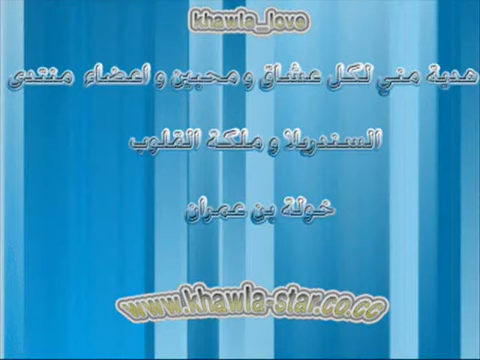 khawla_love
هدية مني لكل عشاق و محبين و اعضاء منتدى
السندريلا و ملكة القلوب
خولة بن عمران
www.khawla-star.co.cc